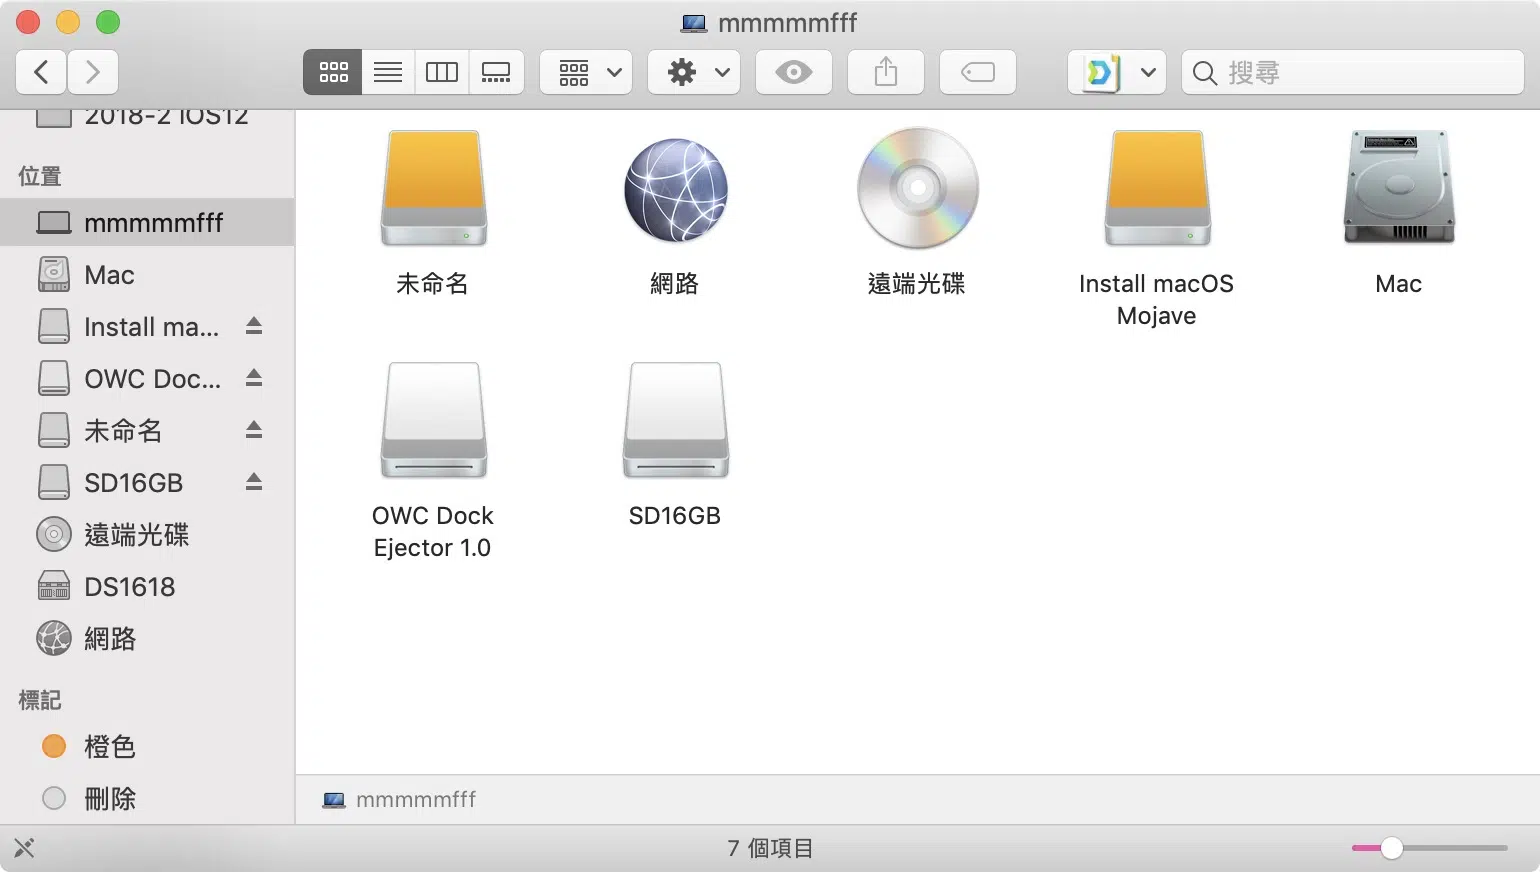 mmmmmfff
搜尋
2018-2 iOS12
位置
mmmmmfff
Mac
Install ma...
OWC Doc...
未命名
SD16GB
遠端光碟
DS1618
網路
標記
橙色
刪除
未命名
網路
遠端光碟
Install macOS
Mojave
Mac
OWC Dock
Ejector 1.0
SD16GB
mmmmmfff
7 個項目